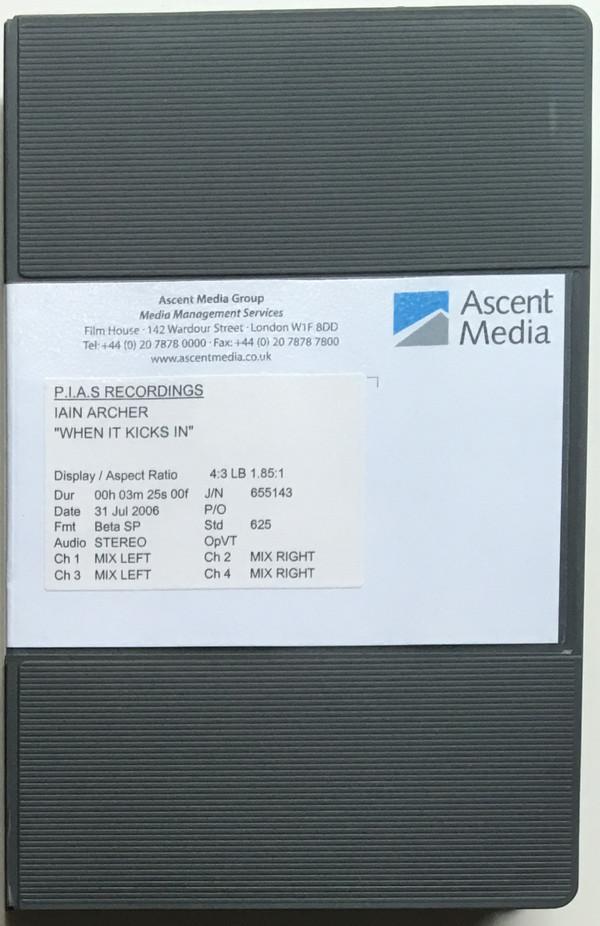 Ascent Media Group
Media Management Services
Film House · 142 Wardour Street · London W1F 8DD
Tel: +44 (0) 20 7878 0000 · Fax: +44 (0) 20 7878 7800
www.ascentmedia.co.uk
Ascent
Media
P.I.A.S RECORDINGS
IAIN ARCHER
"WHEN IT KICKS IN"
Display / Aspect Ratio 4:3 LB 1.85:1
Dur 00h 03m 25s 00f J/N 655143
Date 31 Jul 2006 P/O
Fmt Beta SP Std 625
Audio STEREO OpVT
Ch 1 MIX LEFT Ch 2 MIX RIGHT
Ch 3 MIX LEFT Ch 4 MIX RIGHT